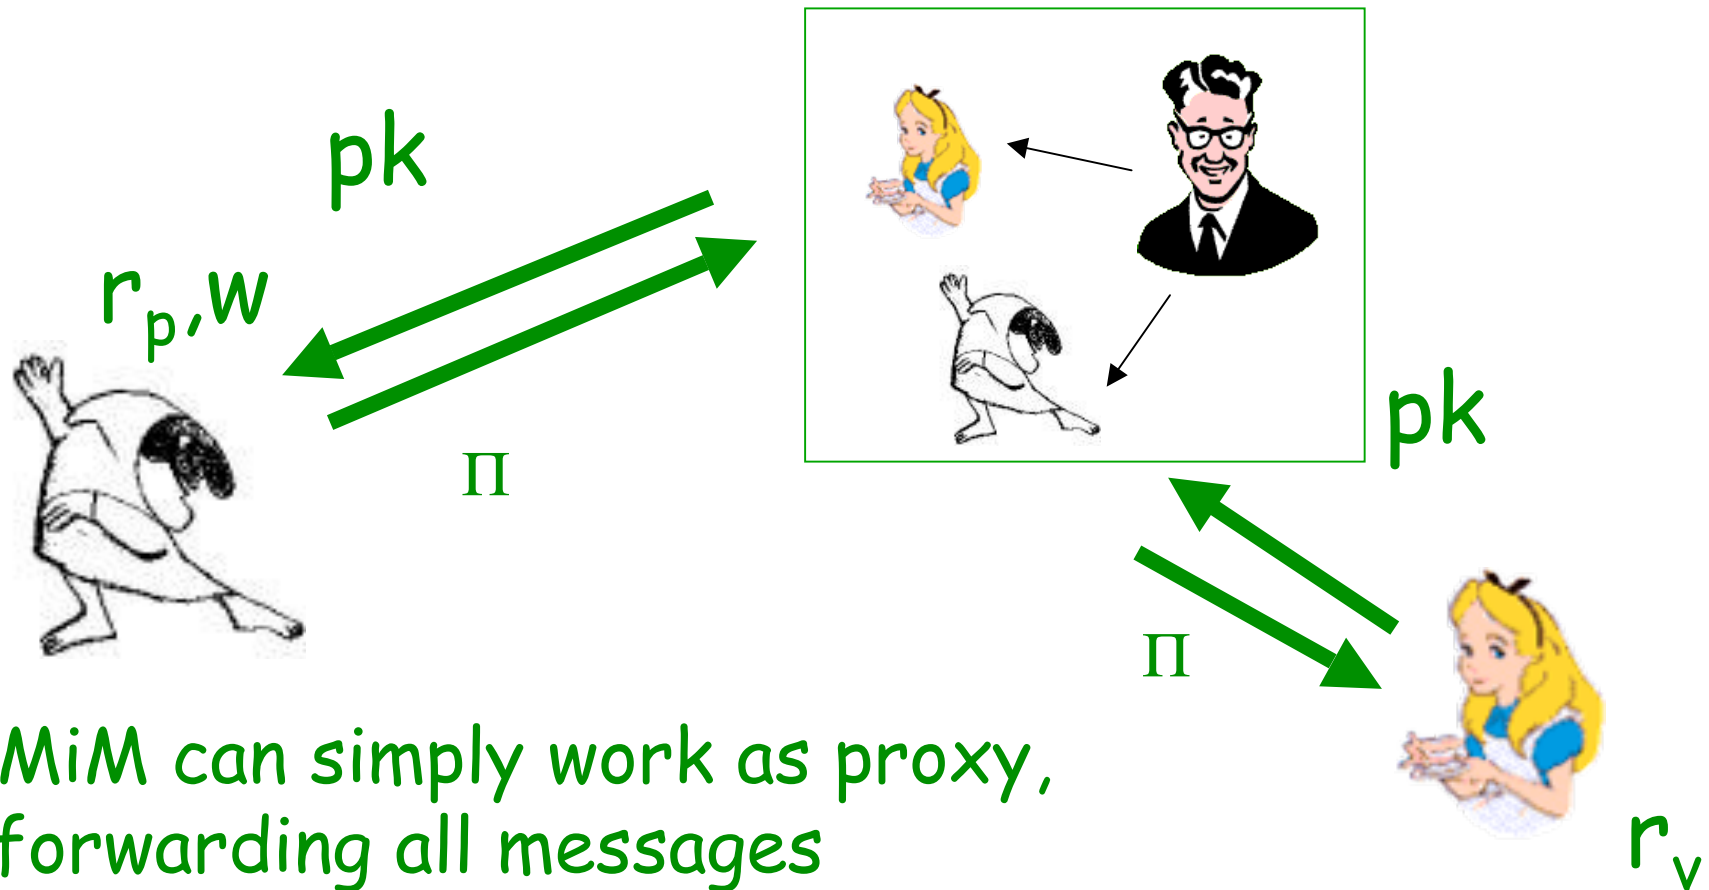 pk
r_p,w
Π
pk
Π
MiM can simply work as proxy,
forwarding all messages
r_v